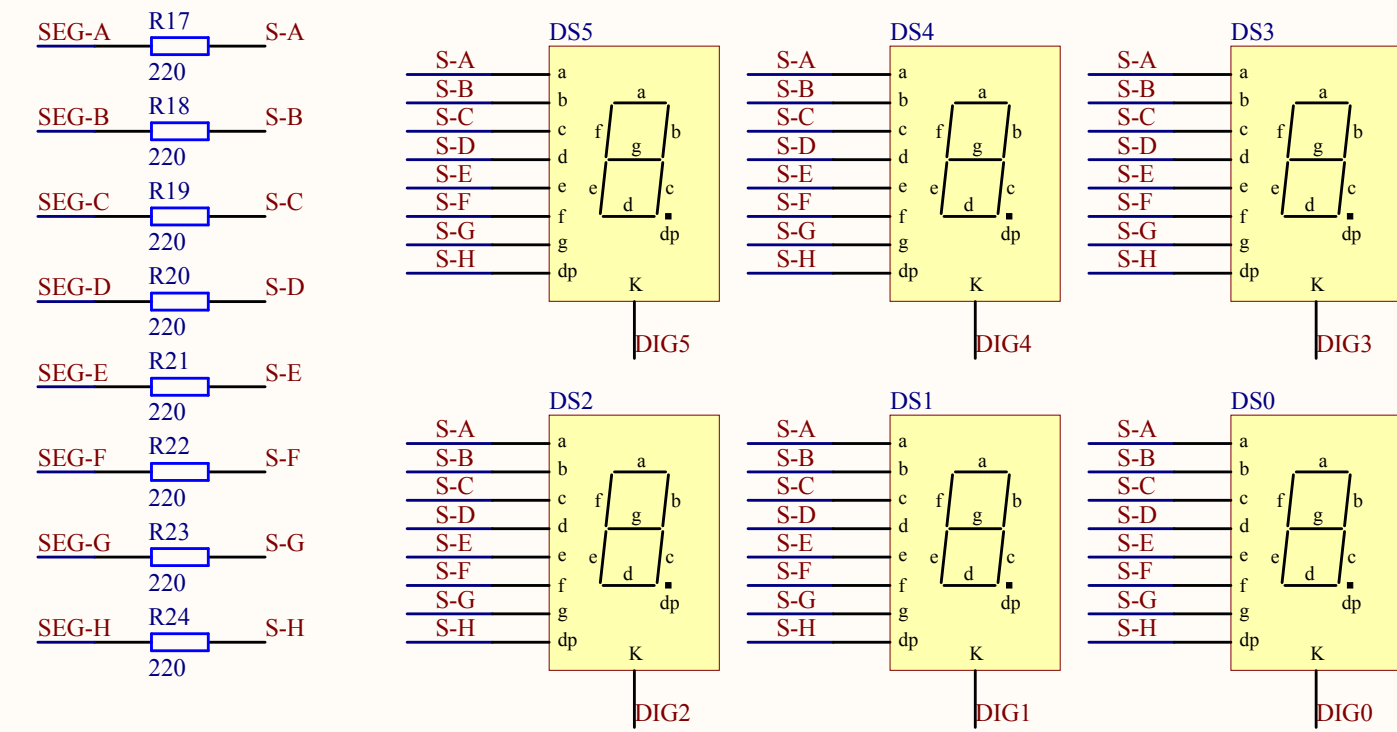 SEG-A R17 S-A
220
SEG-B R18 S-B
220
SEG-C R19 S-C
220
SEG-D R20 S-D
220
SEG-E R21 S-E
220
SEG-F R22 S-F
220
SEG-G R23 S-G
220
SEG-H R24 S-H
220
DS5
S-A a
S-B b
S-C c
S-D d
S-E e
S-F f
S-G g
S-H dp
a
f b
g
e c
d
dp
K
DIG5
DS4
S-A a
S-B b
S-C c
S-D d
S-E e
S-F f
S-G g
S-H dp
a
f b
g
e c
d
dp
K
DIG4
DS3
S-A a
S-B b
S-C c
S-D d
S-E e
S-F f
S-G g
S-H dp
a
f b
g
e c
d
dp
K
DIG3
DS2
S-A a
S-B b
S-C c
S-D d
S-E e
S-F f
S-G g
S-H dp
a
f b
g
e c
d
dp
K
DIG2
DS1
S-A a
S-B b
S-C c
S-D d
S-E e
S-F f
S-G g
S-H dp
a
f b
g
e c
d
dp
K
DIG1
DS0
S-A a
S-B b
S-C c
S-D d
S-E e
S-F f
S-G g
S-H dp
a
f b
g
e c
d
dp
K
DIG0